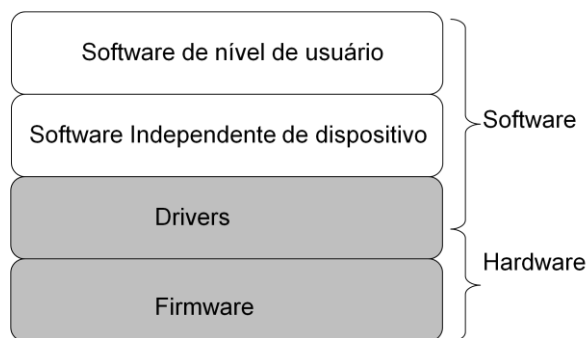 Software de nível de usuário
Software Independente de dispositivo
Software
Drivers
Hardware
Firmware